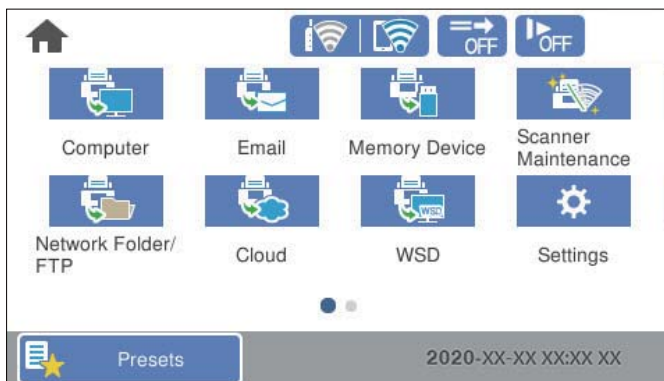 OFF
OFF
Computer
Email
Memory Device
Scanner
Maintenance
WSD
Network Folder/
FTP
Cloud
WSD
Settings
Presets
2020-XX-XX XX:XX XX